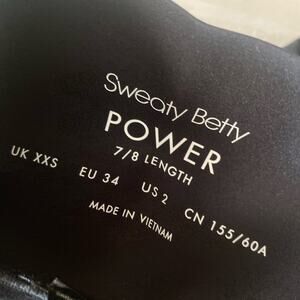 Sweaty Betty
POWER
7/8 LENGTH
UK XXS EU 34 US 2 CN 155/60A
MADE IN VIETNAM